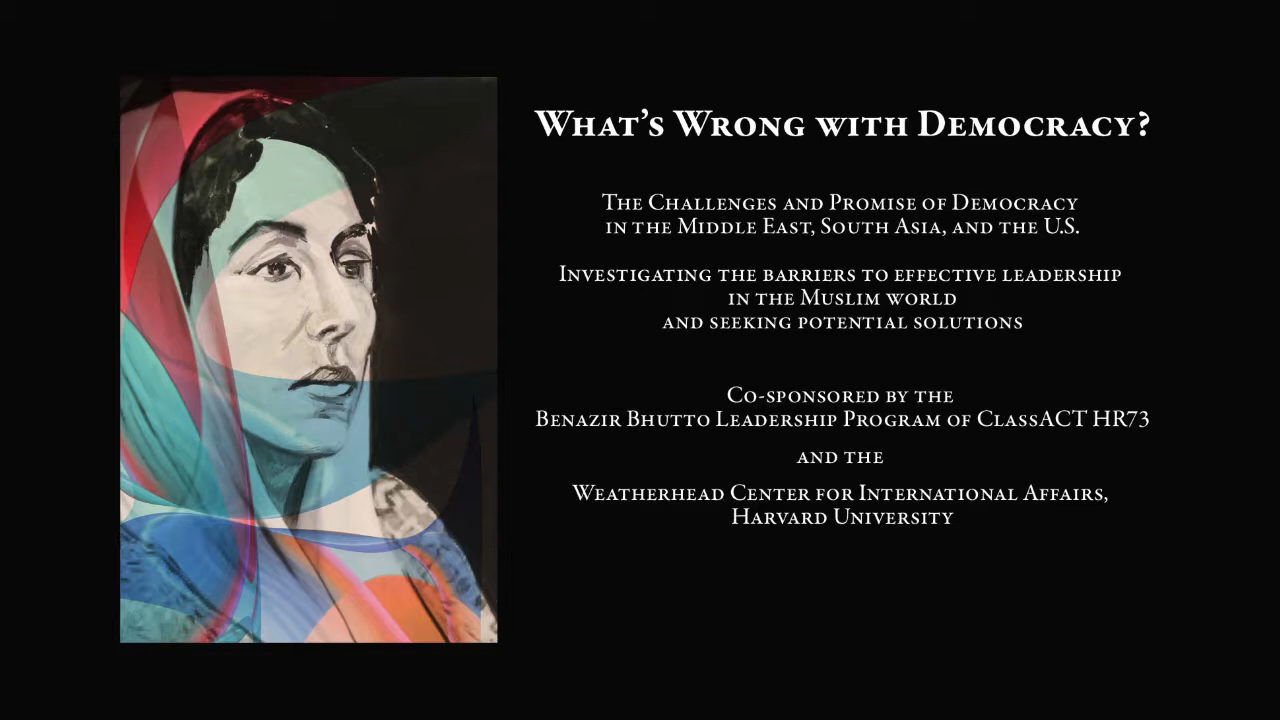 What's Wrong with Democracy?
The Challenges and Promise of Democracy
in the Middle East, South Asia, and the U.S.
Investigating the barriers to effective leadership
in the Muslim world
and seeking potential solutions
Co-sponsored by the
Benazir Bhutto Leadership Program of ClassACT HR73
and the
Weatherhead Center for International Affairs,
Harvard University